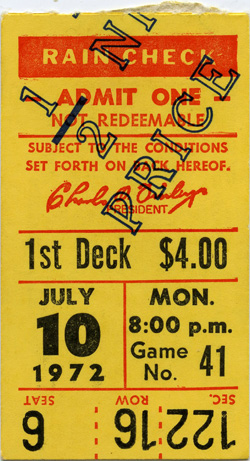 RAIN CHECK
ADMIT ONE
NOT REDEEMABLE
SUBJECT TO THE CONDITIONS
SET FORTH ON BACK HEREOF.
PRESIDENT
1/2 PRICE
1st Deck $4.00
JULY
10
1972
MON.
8:00 p.m.
Game
No. 41
SEC. ROW SEAT
122 16 9